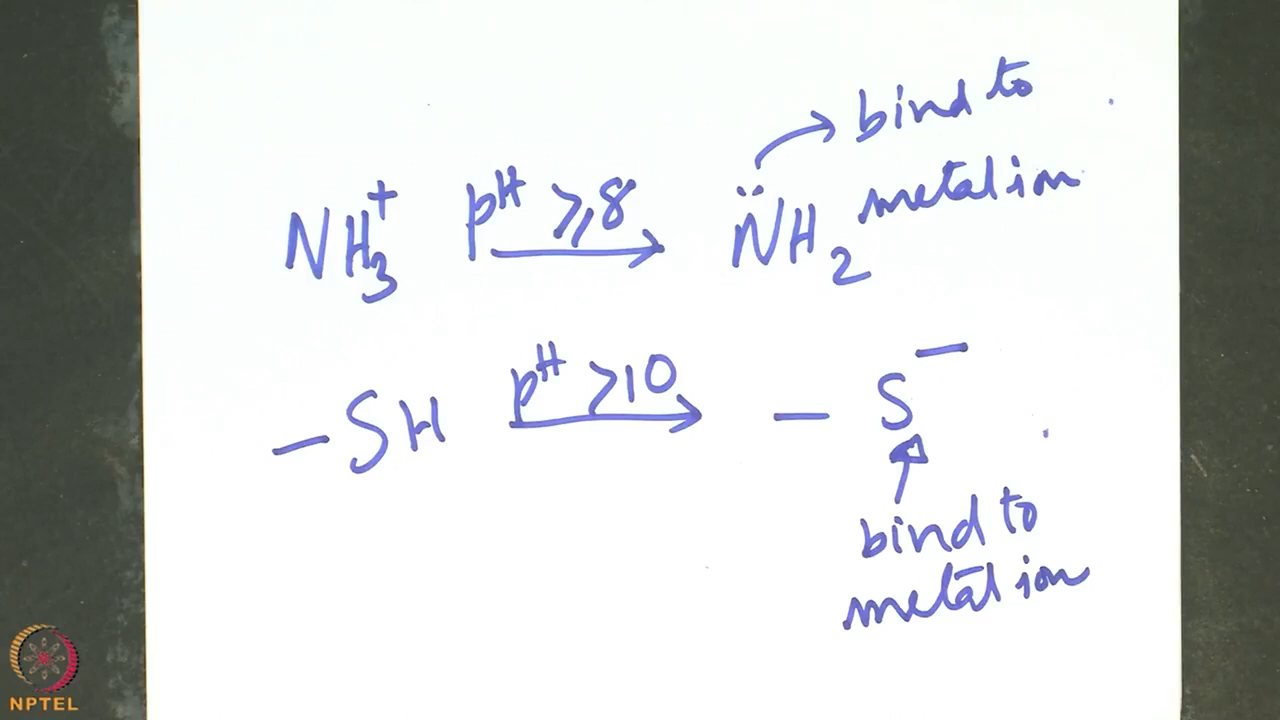 bind to
NH₃⁺ pH ⩾8 N̈H₂ metal ion
-SH pH >10 - S⁻
bind to
metal ion
NPTEL